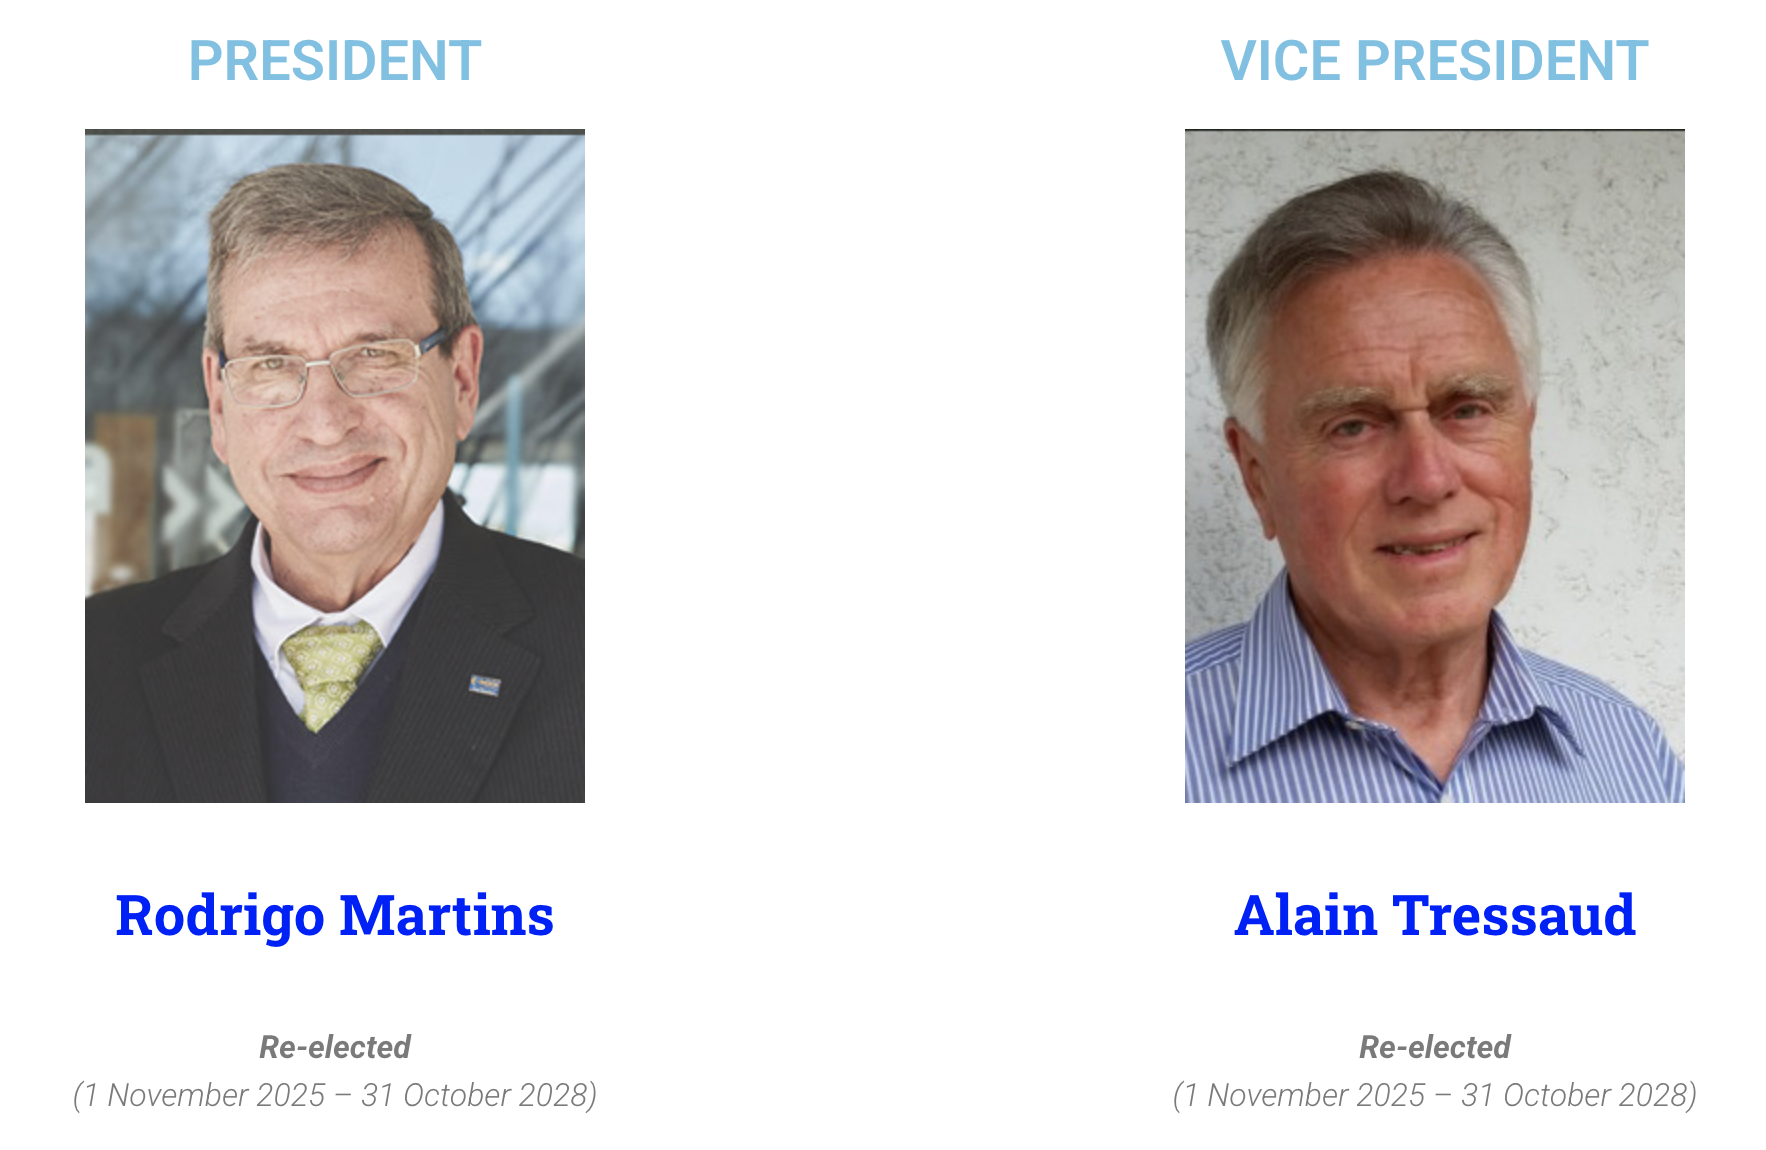 PRESIDENT
Rodrigo Martins
Re-elected
(1 November 2025 – 31 October 2028)
VICE PRESIDENT
Alain Tressaud
Re-elected
(1 November 2025 – 31 October 2028)